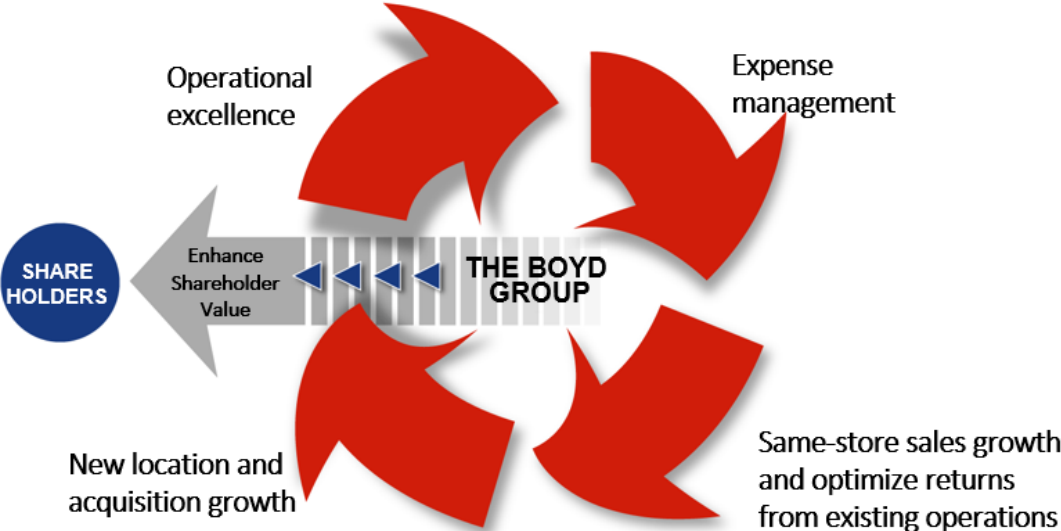 Operational
excellence
Expense
management
SHARE
HOLDERS
Enhance
Shareholder
Value
THE BOYD
GROUP
New location and
acquisition growth
Same-store sales growth
and optimize returns
from existing operations